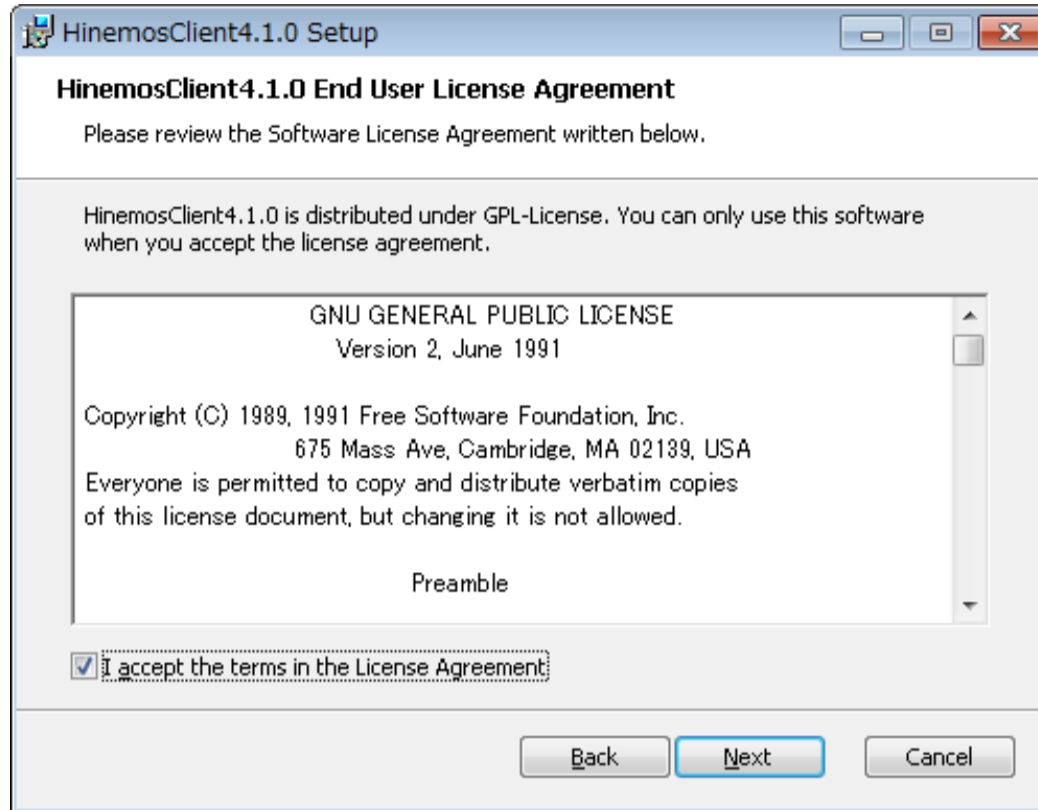 HinemosClient4.1.0 Setup
HinemosClient4.1.0 End User License Agreement
Please review the Software License Agreement written below.
HinemosClient4.1.0 is distributed under GPL-License. You can only use this software
when you accept the license agreement.
GNU GENERAL PUBLIC LICENSE
Version 2, June 1991
Copyright (C) 1989, 1991 Free Software Foundation, Inc.
675 Mass Ave, Cambridge, MA 02139, USA
Everyone is permitted to copy and distribute verbatim copies
of this license document, but changing it is not allowed.
Preamble
I accept the terms in the License Agreement
Back Next Cancel